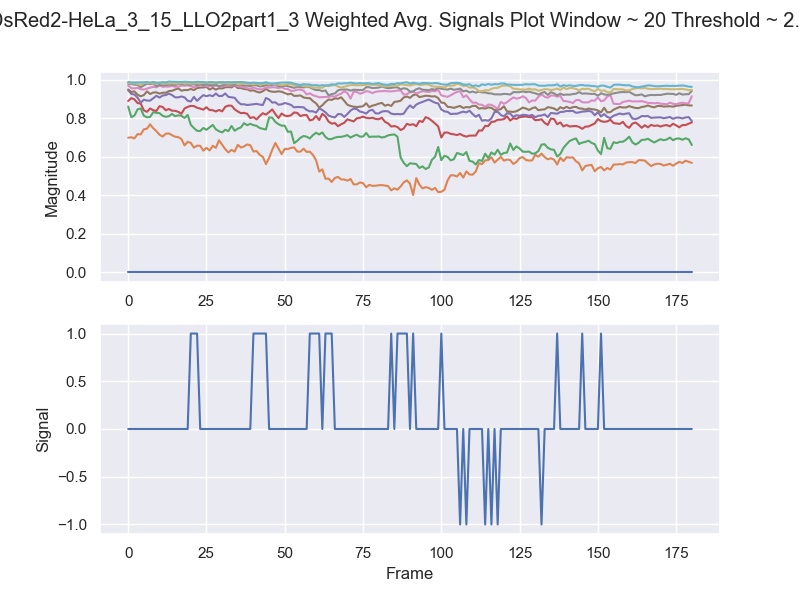 DsRed2-HeLa_3_15_LLO2part1_3 Weighted Avg. Signals Plot Window ~ 20 Threshold ~ 2.
1.0
0.8
0.6
0.4
0.2
0.0
Magnitude
0 25 50 75 100 125 150 175
1.0
0.5
0.0
−0.5
−1.0
Signal
0 25 50 75 100 125 150 175
Frame